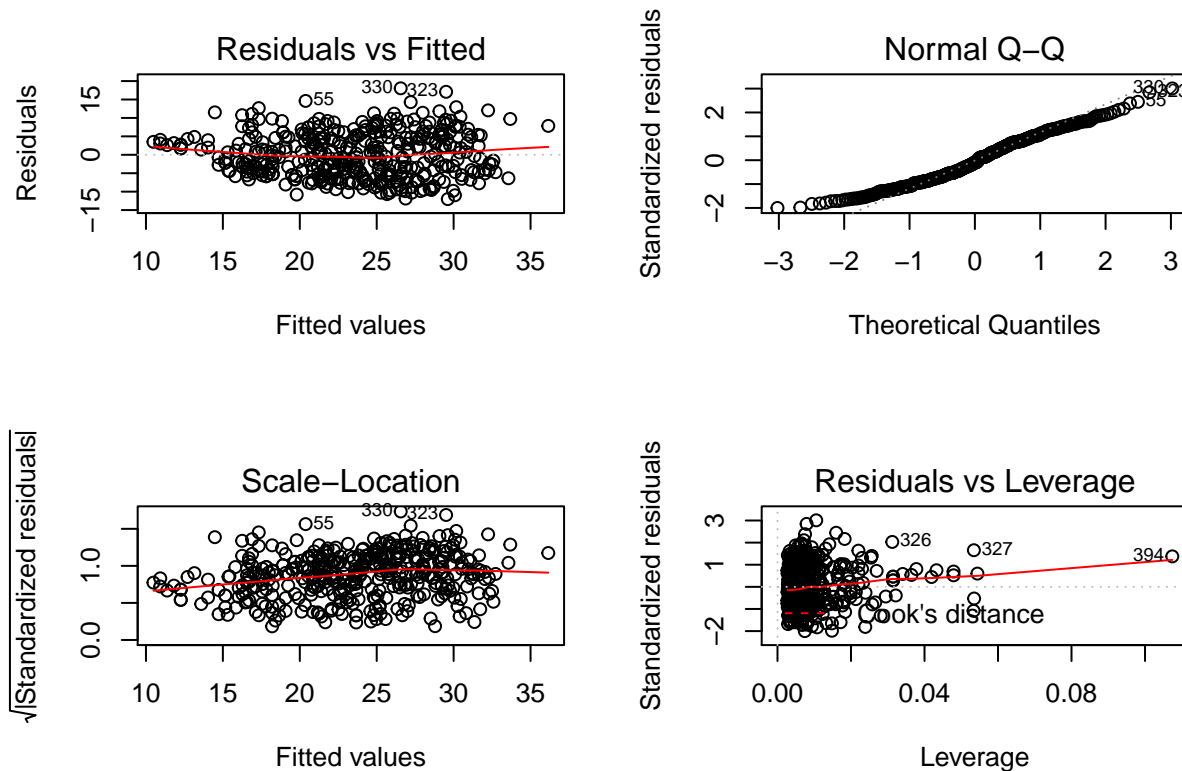 Residuals vs Fitted
Residuals
15
0
−15
55
330
323
10 15 20 25 30 35
Fitted values
Normal Q−Q
Standardized residuals
2
0
−2
330
323
55
−3 −2 −1 0 1 2 3
Theoretical Quantiles
Scale−Location
√|Standardized residuals|
1.0
0.0
55
330
323
10 15 20 25 30 35
Fitted values
Residuals vs Leverage
Standardized residuals
3
1
−2
326
327
394
Cook's distance
0.00 0.04 0.08
Leverage